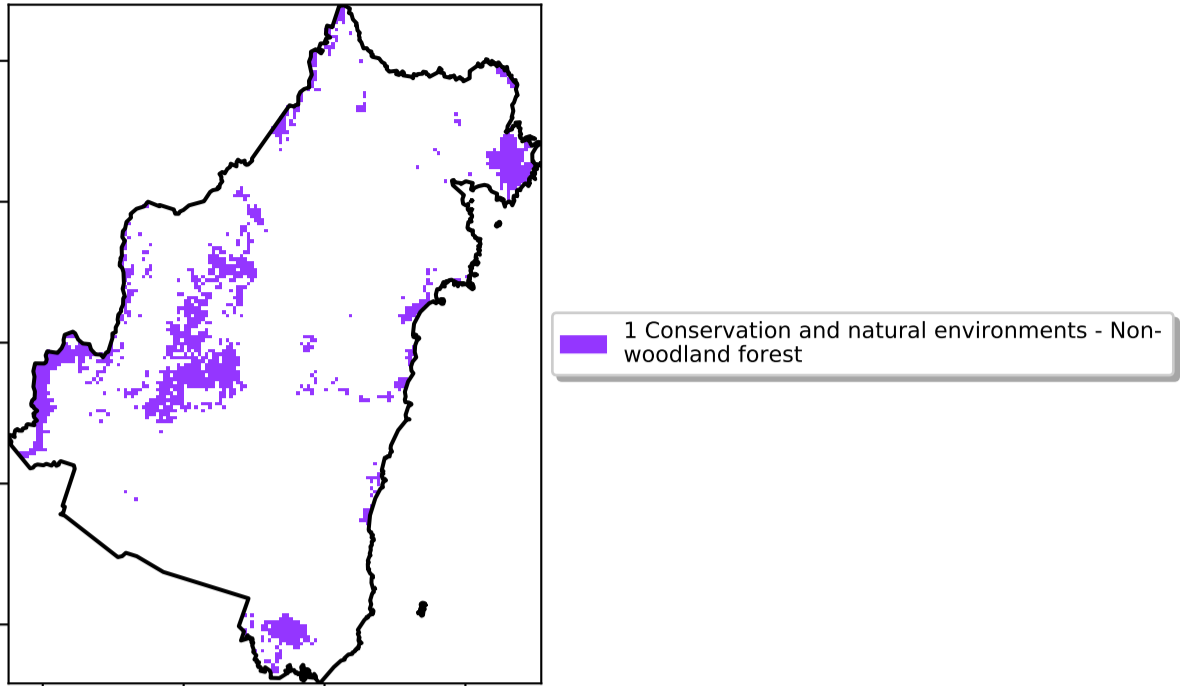 1 Conservation and natural environments - Non-
woodland forest